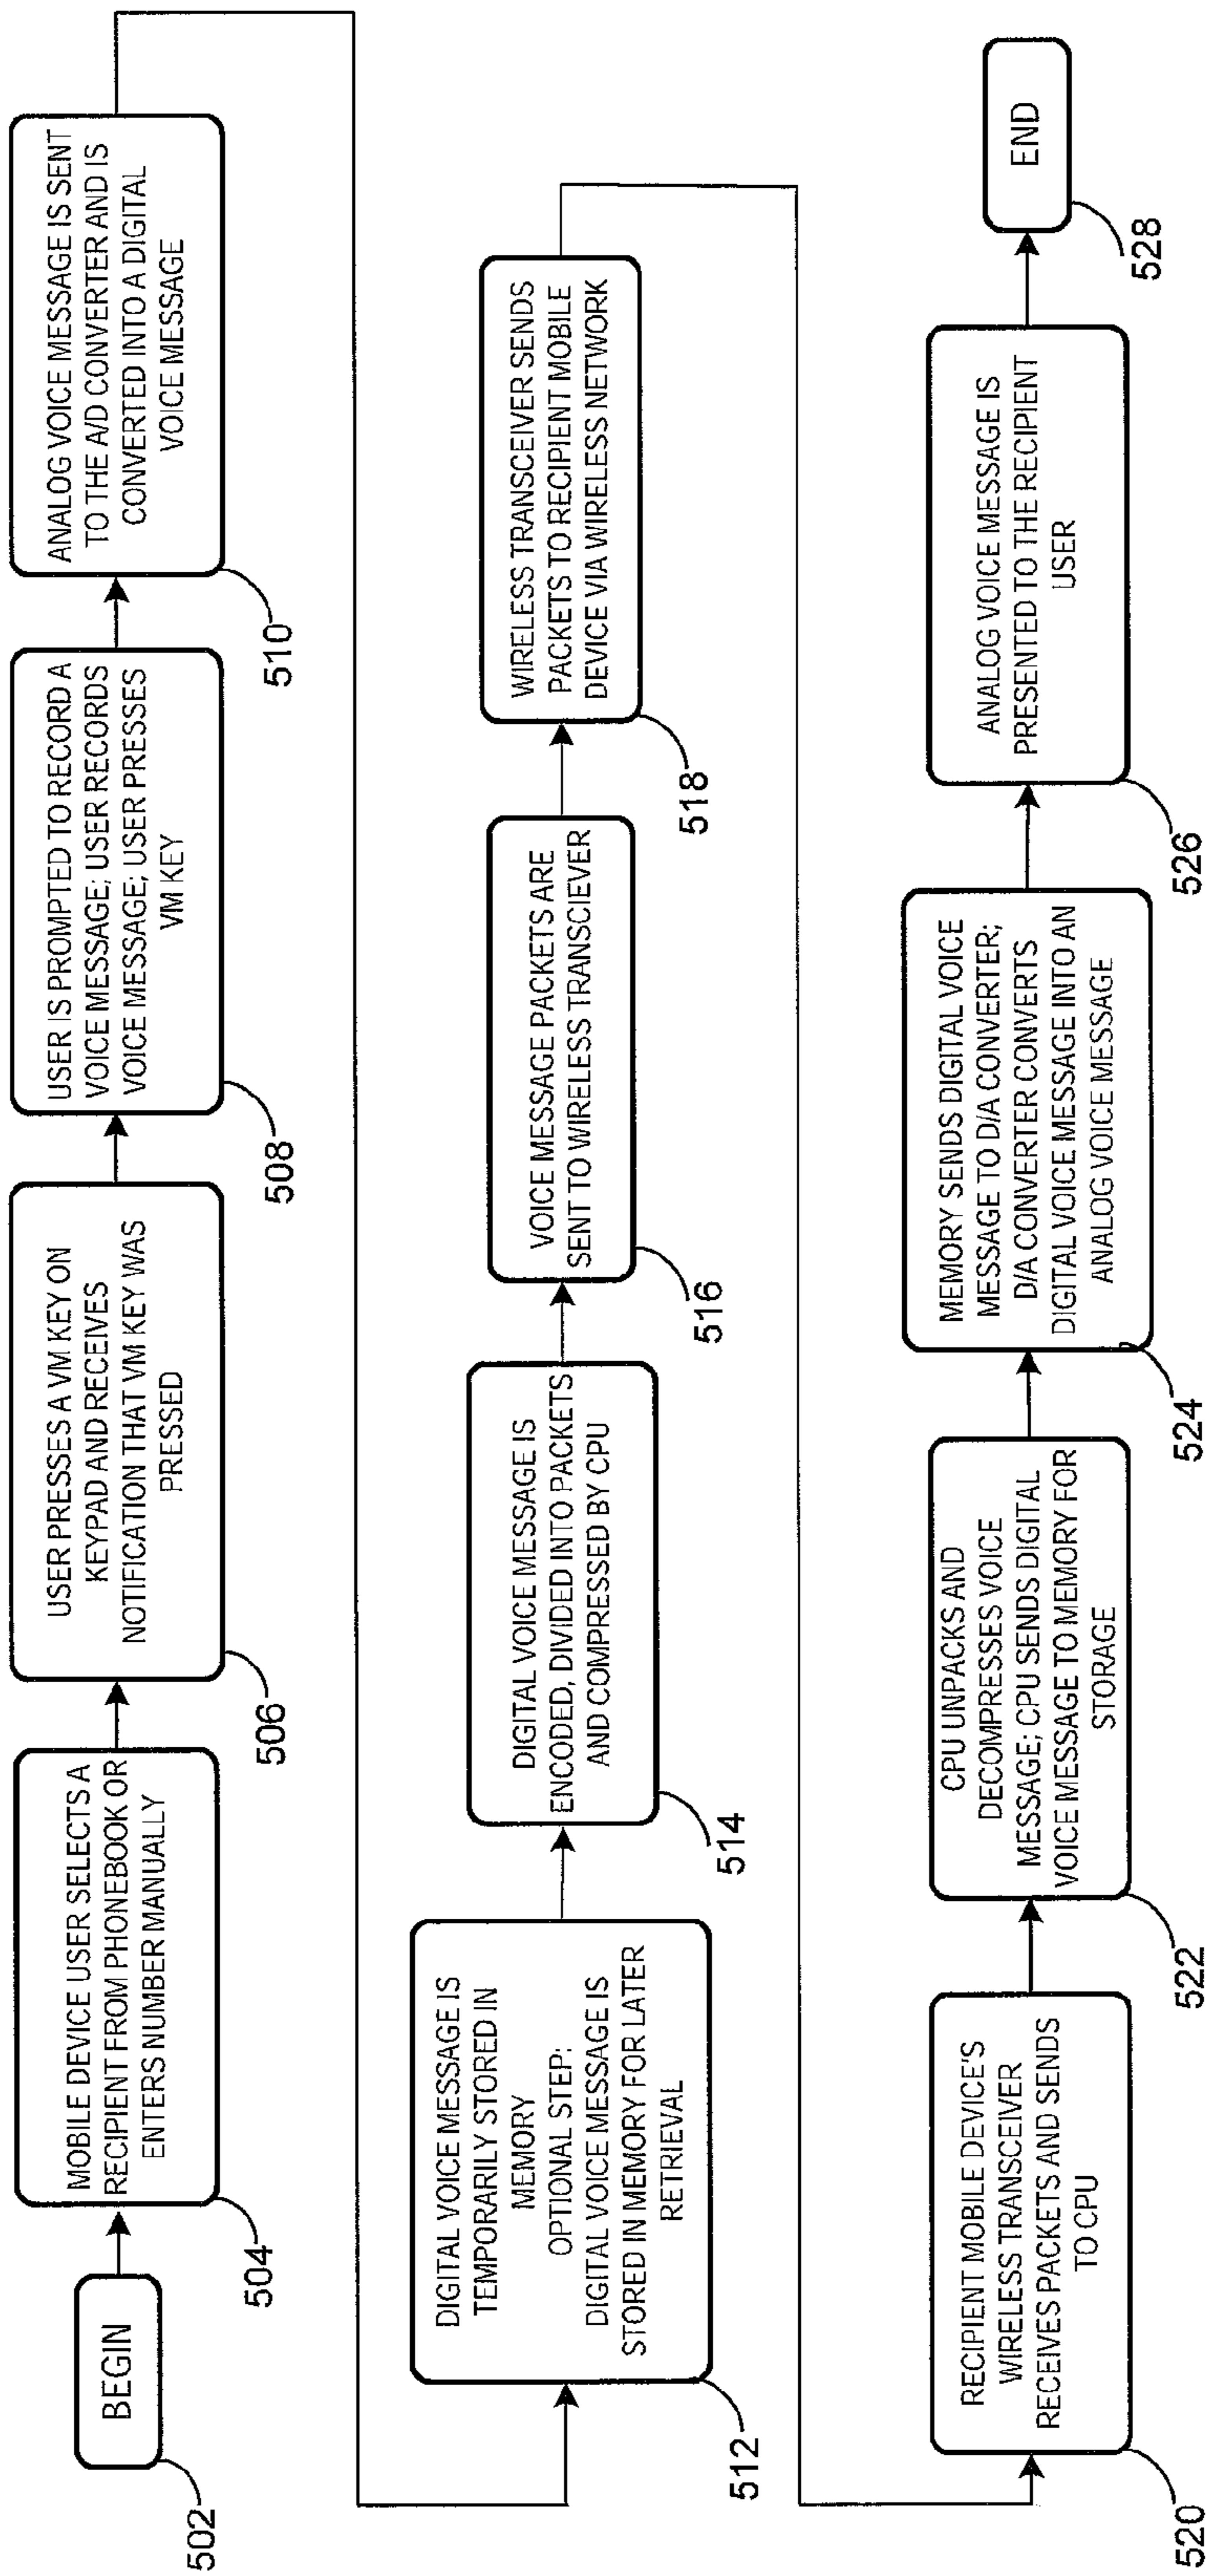 BEGIN
502
MOBILE DEVICE USER SELECTS A
RECIPIENT FROM PHONEBOOK OR
ENTERS NUMBER MANUALLY
504
USER PRESSES A VM KEY ON
KEYPAD AND RECEIVES
NOTIFICATION THAT VM KEY WAS
PRESSED
506
USER IS PROMPTED TO RECORD A
VOICE MESSAGE; USER RECORDS
VOICE MESSAGE; USER PRESSES
VM KEY
508
ANALOG VOICE MESSAGE IS SENT
TO THE A/D CONVERTER AND IS
CONVERTED INTO A DIGITAL
VOICE MESSAGE
510
DIGITAL VOICE MESSAGE IS
TEMPORARILY STORED IN
MEMORY
OPTIONAL STEP:
DIGITAL VOICE MESSAGE IS
STORED IN MEMORY FOR LATER
RETRIEVAL
512
DIGITAL VOICE MESSAGE IS
ENCODED, DIVIDED INTO PACKETS
AND COMPRESSED BY CPU
514
VOICE MESSAGE PACKETS ARE
SENT TO WIRELESS TRANSCIEVER
516
WIRELESS TRANSCEIVER SENDS
PACKETS TO RECIPIENT MOBILE
DEVICE VIA WIRELESS NETWORK
518
RECIPIENT MOBILE DEVICE'S
WIRELESS TRANSCEIVER
RECEIVES PACKETS AND SENDS
TO CPU
520
CPU UNPACKS AND
DECOMPRESSES VOICE
MESSAGE; CPU SENDS DIGITAL
VOICE MESSAGE TO MEMORY FOR
STORAGE
522
MEMORY SENDS DIGITAL VOICE
MESSAGE TO D/A CONVERTER;
D/A CONVERTER CONVERTS
DIGITAL VOICE MESSAGE INTO AN
ANALOG VOICE MESSAGE
524
ANALOG VOICE MESSAGE IS
PRESENTED TO THE RECIPIENT
USER
526
END
528